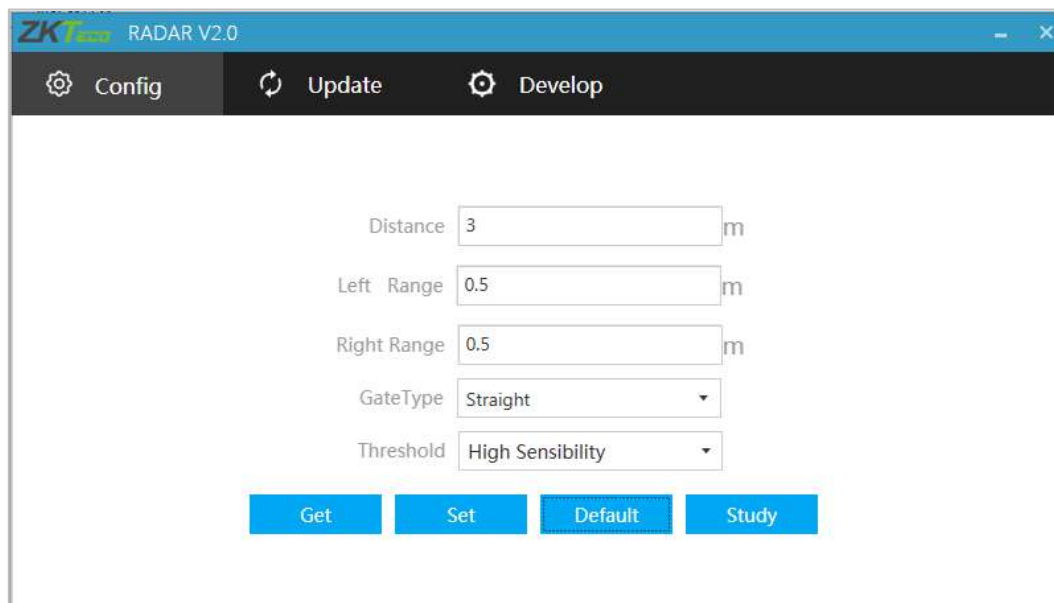 ZKTeco RADAR V2.0
Config Update Develop
Distance 3 m
Left Range 0.5 m
Right Range 0.5 m
GateType Straight
Threshold High Sensibility
Get Set Default Study